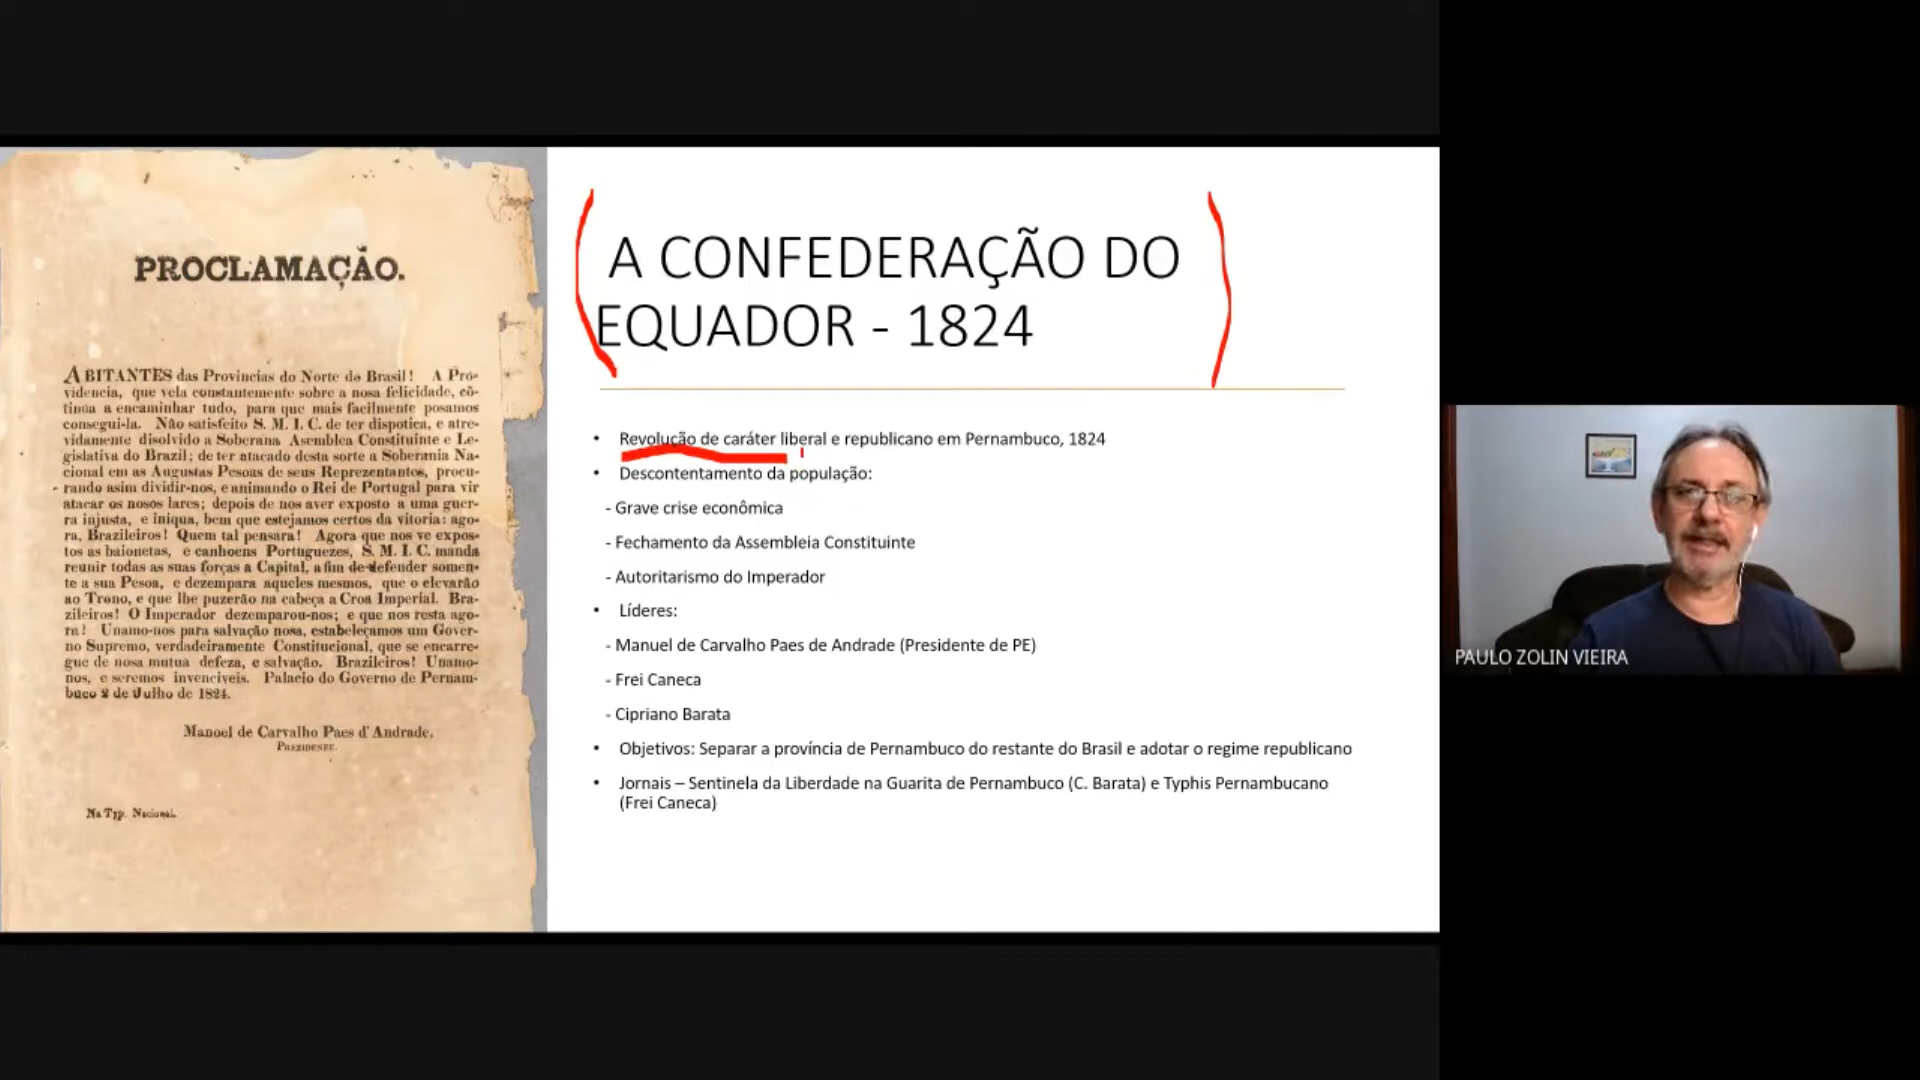 PROCLAMAÇÃO.
ABITANTES das Provincias do Norte do Brasil! A Pro-
videncia, que vela constantemente sobre a nosa felicidade, cõ-
tinúa a encaminhar tudo, para que mais facilmente posamos
consegui-la. Não satisfeito S. M. I. C. de ter dispotica, e atre-
vidamente disolvido a Soberana Asemblea Constituinte e Le-
gislativa do Brazil; de ter atacado desta sorte a Soberania Na-
cional em as Augustas Pesoas de seus Reprezentantes, procu-
rando asim dividir-nos, e animando o Rei de Portugal para vir
atacar os nosos lares; depois de nos aver exposto a uma guer-
ra injusta, e iniqua, bem que estejamos certos da vitoria: ago-
ra, Brazileiros! Quem tal pensara! Agora que nos ve expos-
tos as baionetas, e canhoens Portuguezes, S. M. I. C. manda
reunir todas as suas forças a Capital, a fim de defender somen-
te a sua Pesoa, e dezempara aqueles mesmos, que o elevarão
ao Trono, e que lhe puzerão na cabeça a Croa Imperial. Bra-
zileiros! O Imperador dezemparou-nos; e que nos resta ago-
ra! Unamo-nos para salvação nosa, estabeleçamos um Gover-
no Supremo, verdadeiramente Constitucional, que se encarre-
gue de nosa mutua defeza, e salvação. Brazileiros! Unamo-
nos, e seremos invenciveis. Palacio do Governo de Pernam-
buco 2 de Julho de 1824.
Manoel de Carvalho Paes d'Andrade,
PREZIDENTE.
Na Typ. Nacional.
A CONFEDERAÇÃO DO
EQUADOR - 1824
• Revolução de caráter liberal e republicano em Pernambuco, 1824
• Descontentamento da população:
- Grave crise econômica
- Fechamento da Assembleia Constituinte
- Autoritarismo do Imperador
• Líderes:
- Manuel de Carvalho Paes de Andrade (Presidente de PE)
- Frei Caneca
- Cipriano Barata
• Objetivos: Separar a província de Pernambuco do restante do Brasil e adotar o regime republicano
• Jornais – Sentinela da Liberdade na Guarita de Pernambuco (C. Barata) e Typhis Pernambucano
(Frei Caneca)
PAULO ZOLIN VIEIRA